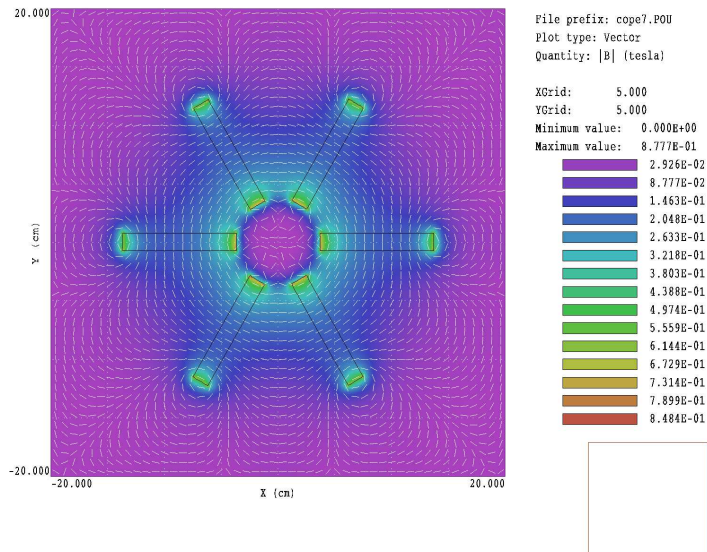 20.000
File prefix: cope7.POU
Plot type: Vector
Quantity: |B| (tesla)
XGrid: 5.000
YGrid: 5.000
Minimum value: 0.000E+00
Maximum value: 8.777E-01
2.926E-02
8.777E-02
1.463E-01
2.048E-01
2.633E-01
3.218E-01
3.803E-01
4.388E-01
4.974E-01
5.559E-01
6.144E-01
6.729E-01
7.314E-01
7.899E-01
8.484E-01
Y (cm)
-20.000
-20.000
X (cm)
20.000